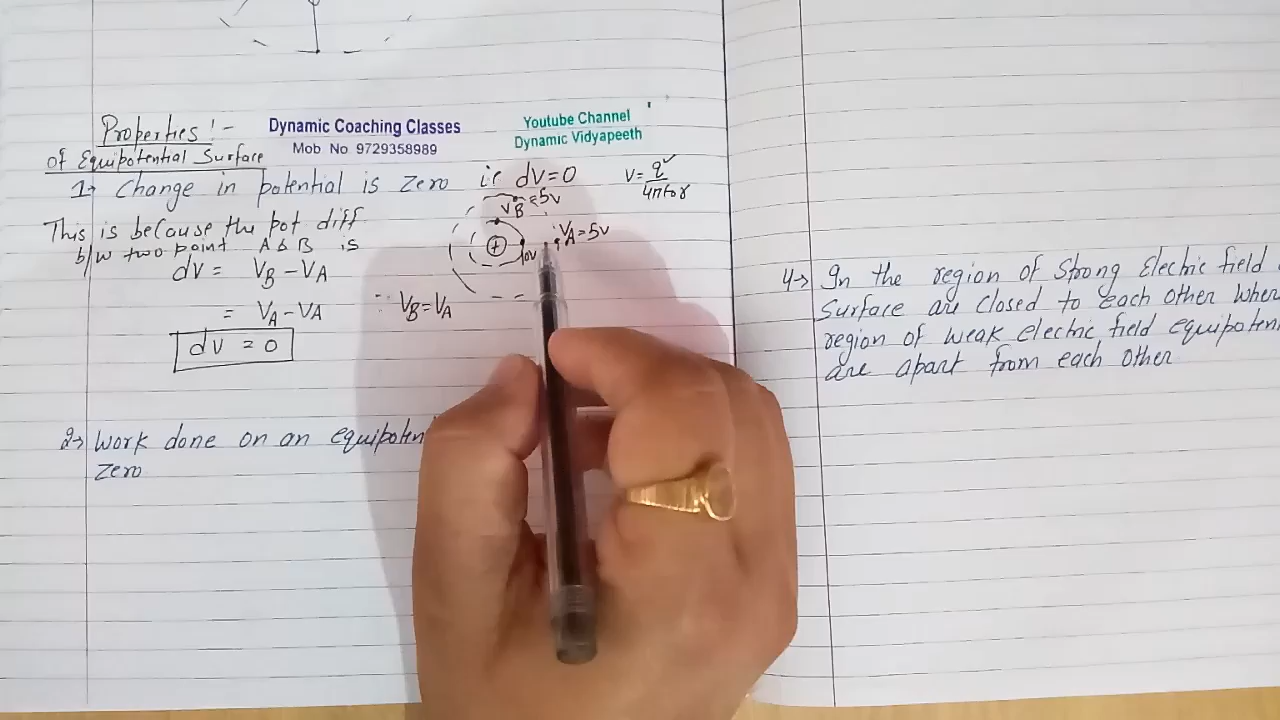 Properties :-
of Equipotential Surface
Dynamic Coaching Classes
Mob No 9729358989
Youtube Channel
Dynamic Vidyapeeth
1→ Change in potential is Zero ie dv=0
V = q / 4π∈0r
This is because the pot diff
b/w two point A & B is
VB = 5v
VA = 5v
+
10v
dv = VB - VA
= VA - VA ∵ VB = VA
dv = 0
2→ Work done on an equipoten
Zero
4→ In the region of Strong Electric field
Surface are closed to each other Wher
region of weak electric field equipoten
are apart from each other